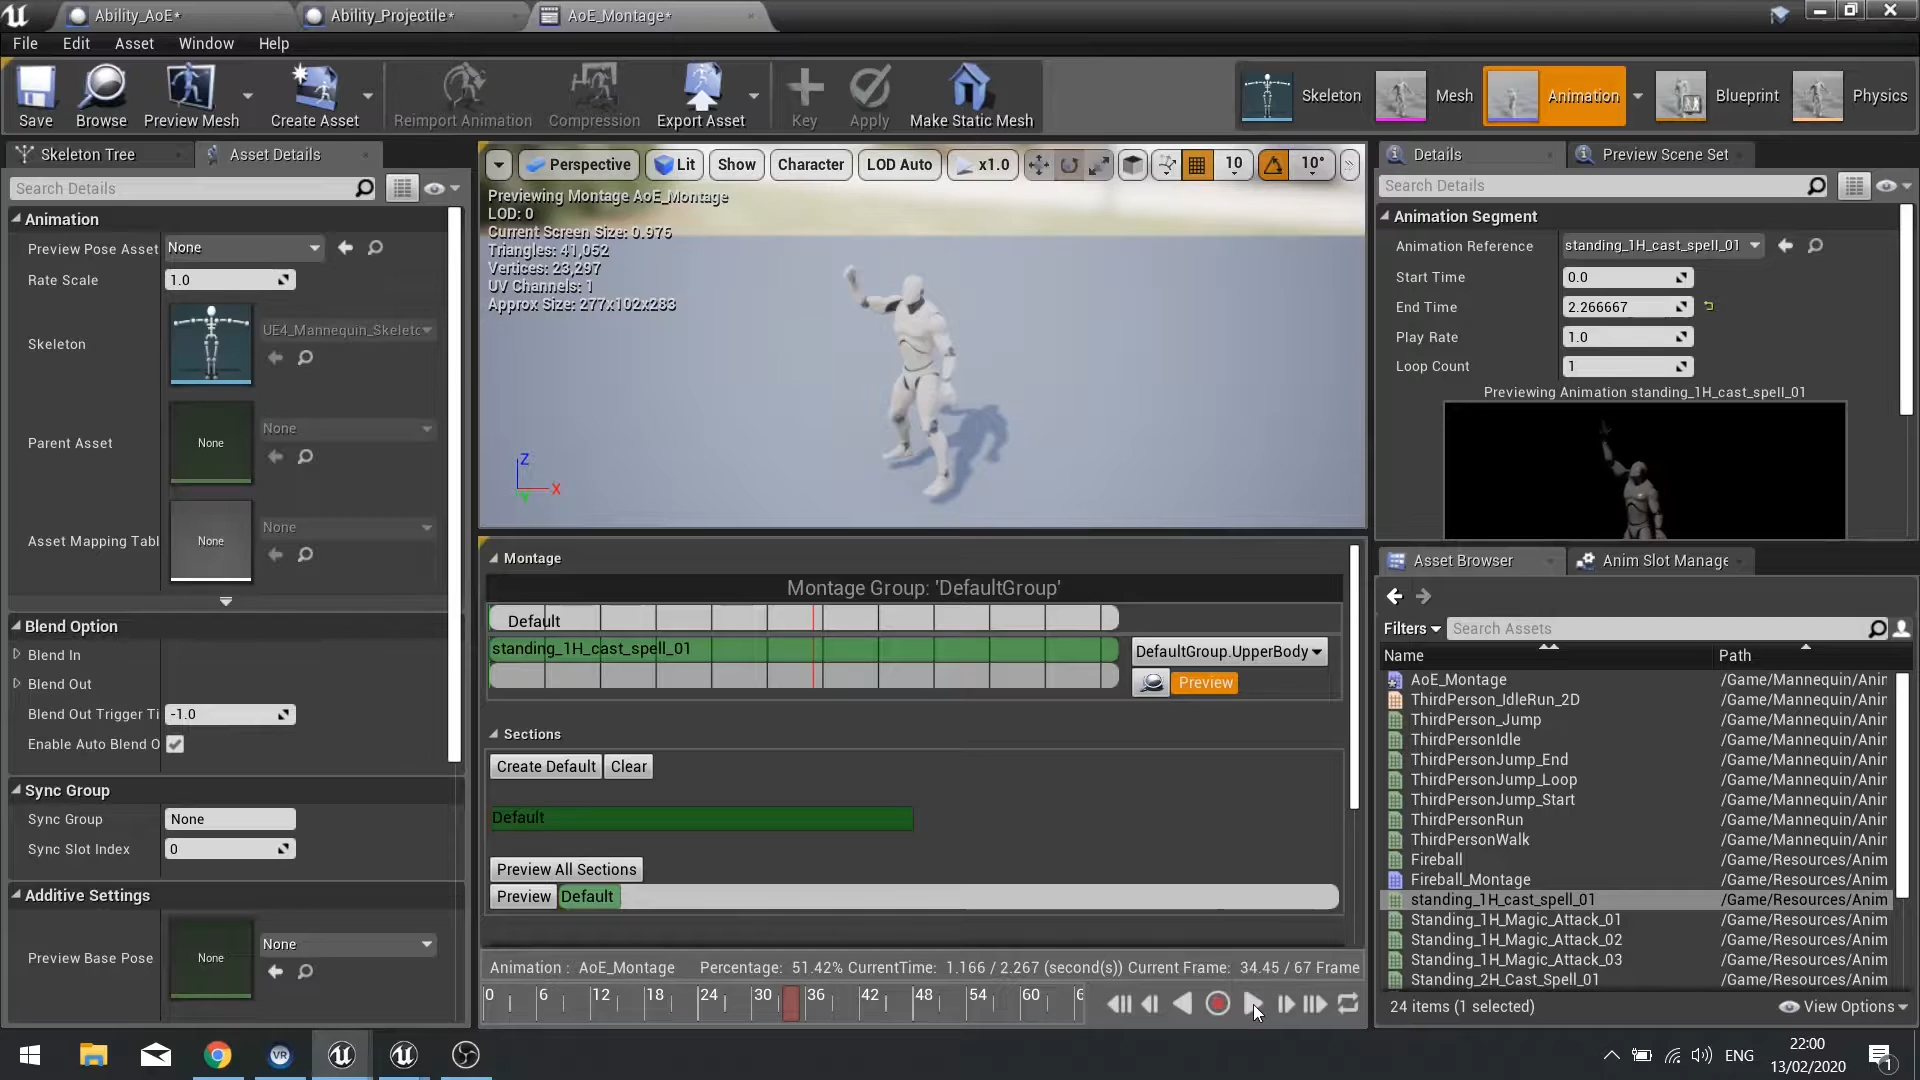 Ability_AoE*
Ability_Projectile*
AoE_Montage*
File Edit Asset Window Help
Save
Browse
Preview Mesh
Create Asset
Reimport Animation
Compression
Export Asset
Key
Apply
Make Static Mesh
Skeleton
Mesh
Animation
Blueprint
Physics
Skeleton Tree
Asset Details
Search Details
Animation
Preview Pose Asset None
Rate Scale 1.0
Skeleton UE4_Mannequin_Skeletc
Parent Asset None None
Asset Mapping Tabl None None
Blend Option
Blend In
Blend Out
Blend Out Trigger Ti -1.0
Enable Auto Blend O
Sync Group
Sync Group None
Sync Slot Index 0
Additive Settings
Preview Base Pose None None
Perspective Lit Show Character LOD Auto x1.0 10 10°
Previewing Montage AoE_Montage
LOD: 0
Current Screen Size: 0.976
Triangles: 41,052
Vertices: 23,297
UV Channels: 1
Approx Size: 277x102x283
Z
X
Y
Montage
Montage Group: 'DefaultGroup'
Default
standing_1H_cast_spell_01
DefaultGroup.UpperBody
Preview
Sections
Create Default Clear
Default
Preview All Sections
Preview Default
Animation : AoE_Montage Percentage: 51.42% CurrentTime: 1.166 / 2.267 (second(s)) Current Frame: 34.45 / 67 Frame
0 6 12 18 24 30 36 42 48 54 60 6
Details
Preview Scene Set
Search Details
Animation Segment
Animation Reference standing_1H_cast_spell_01
Start Time 0.0
End Time 2.266667
Play Rate 1.0
Loop Count 1
Previewing Animation standing_1H_cast_spell_01
Asset Browser
Anim Slot Manage
Filters Search Assets
Name Path
AoE_Montage /Game/Mannequin/Anir
ThirdPerson_IdleRun_2D /Game/Mannequin/Anir
ThirdPerson_Jump /Game/Mannequin/Anir
ThirdPersonIdle /Game/Mannequin/Anir
ThirdPersonJump_End /Game/Mannequin/Anir
ThirdPersonJump_Loop /Game/Mannequin/Anir
ThirdPersonJump_Start /Game/Mannequin/Anir
ThirdPersonRun /Game/Mannequin/Anir
ThirdPersonWalk /Game/Mannequin/Anir
Fireball /Game/Resources/Anim
Fireball_Montage /Game/Resources/Anim
standing_1H_cast_spell_01 /Game/Resources/Anim
Standing_1H_Magic_Attack_01 /Game/Resources/Anim
Standing_1H_Magic_Attack_02 /Game/Resources/Anim
Standing_1H_Magic_Attack_03 /Game/Resources/Anim
Standing_2H_Cast_Spell_01 /Game/Resources/Anim
24 items (1 selected) View Options
VR
ENG
22:00
13/02/2020
1